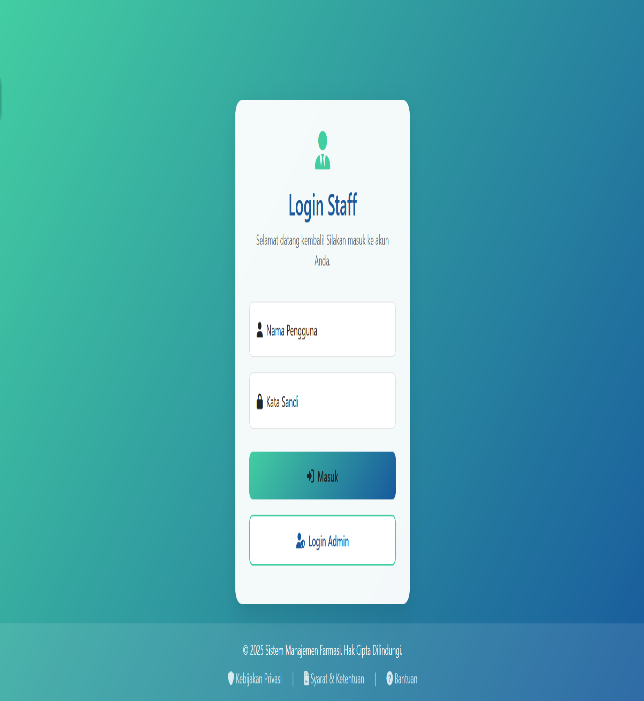 Login Staff
Selamat datang kembali! Silakan masuk ke akun
Anda.
Nama Pengguna
Kata Sandi
Masuk
Login Admin
© 2025 Sistem Manajemen Farmasi. Hak Cipta Dilindungi.
Kebijakan Privasi | Syarat & Ketentuan | Bantuan